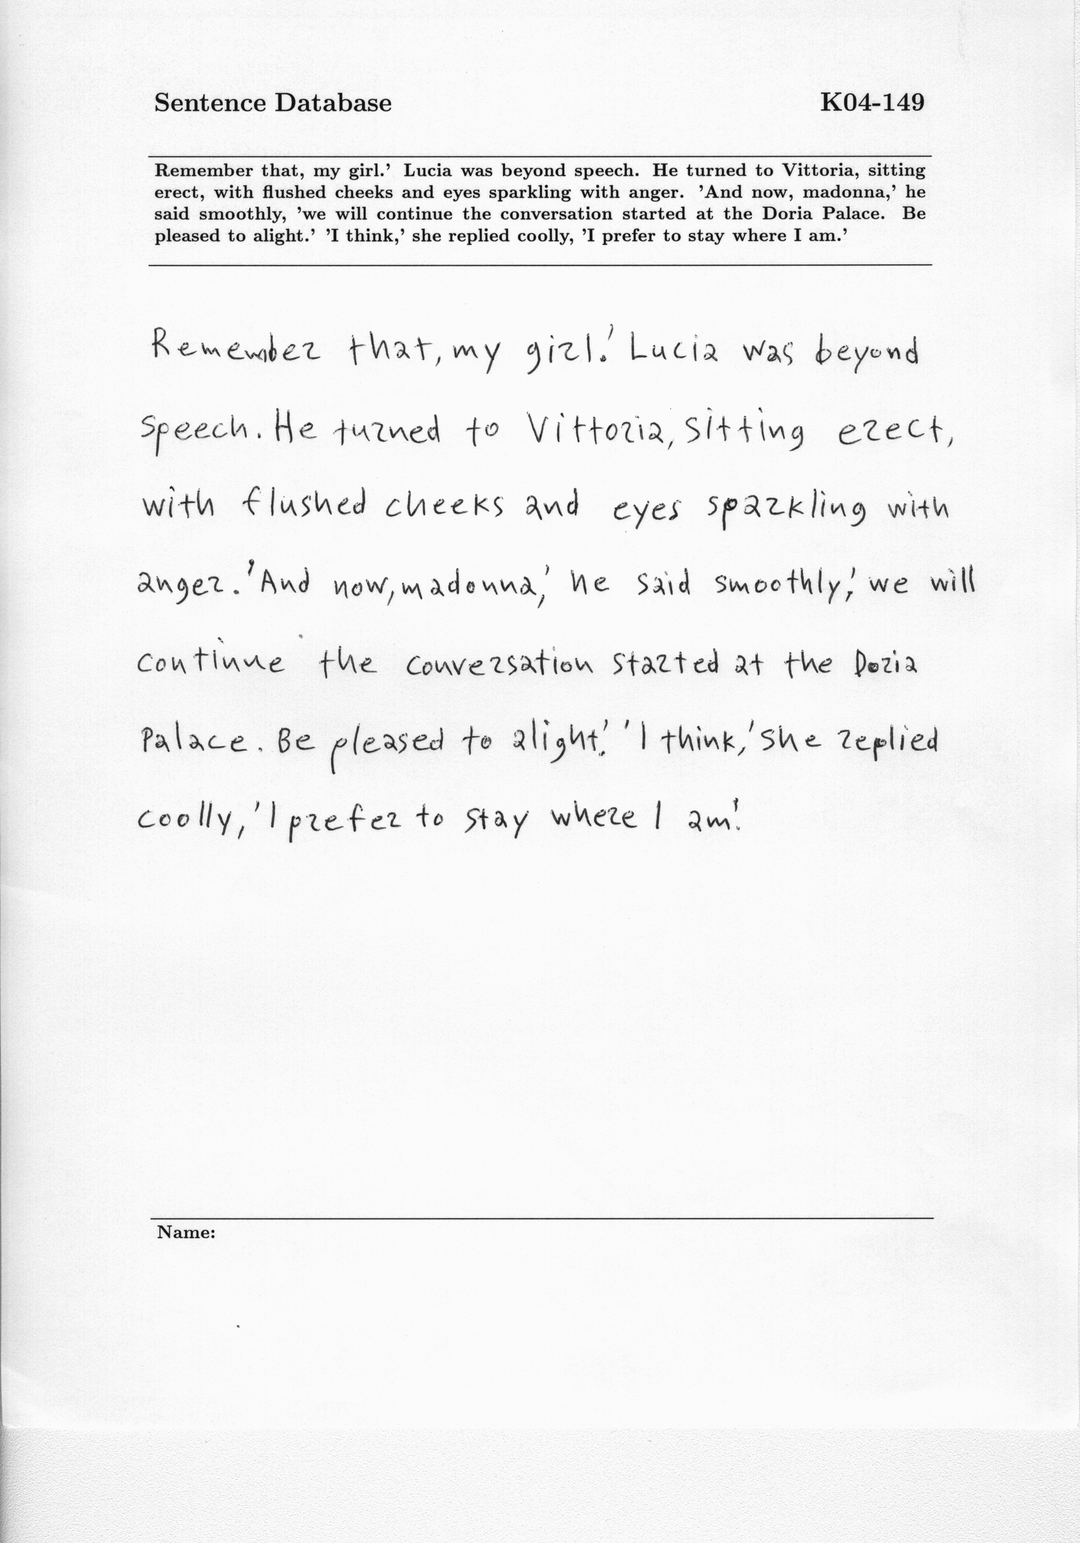 Sentence Database K04-149
Remember that, my girl.' Lucia was beyond speech. He turned to Vittoria, sitting
erect, with flushed cheeks and eyes sparkling with anger. 'And now, madonna,' he
said smoothly, 'we will continue the conversation started at the Doria Palace. Be
pleased to alight.' 'I think,' she replied coolly, 'I prefer to stay where I am.'
Remember that, my girl.' Lucia was beyond
speech. He turned to Vittoria, sitting erect,
with flushed cheeks and eyes sparkling with
anger. 'And now, madonna,' he said smoothly,' we will
continue the conversation started at the Doria
Palace. Be pleased to alight.' 'I think,' she replied
coolly, 'I prefer to stay where I am.'
Name: